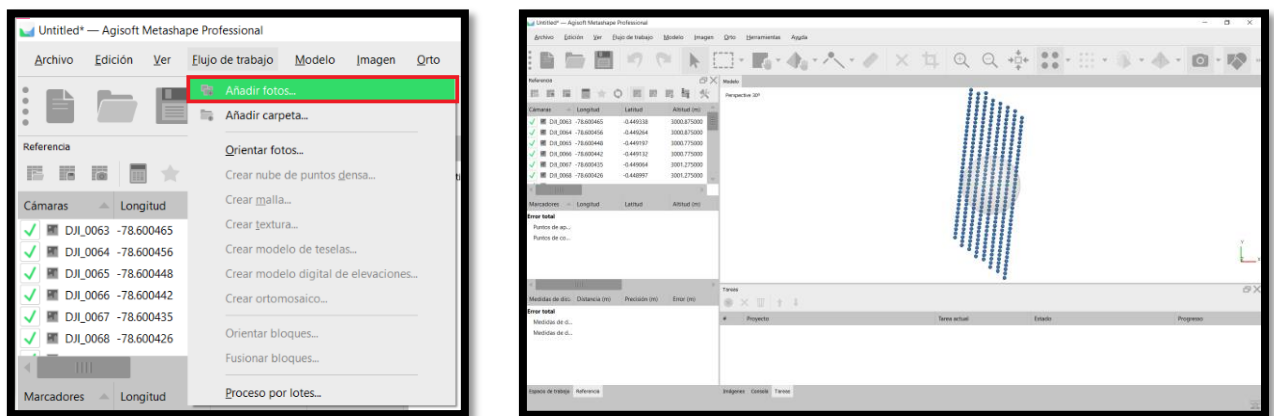 Untitled* — Agisoft Metashape Professional
Archivo Edición Ver Flujo de trabajo Modelo Imagen Orto
Añadir fotos...
Añadir carpeta...
Orientar fotos...
Crear nube de puntos densa...
Crear malla...
Crear textura...
Crear modelo de teselas...
Crear modelo digital de elevaciones...
Crear ortomosaico...
Orientar bloques...
Fusionar bloques...
Proceso por lotes...
Referencia
Cámaras Longitud
DJI_0063 -78.600465
DJI_0064 -78.600456
DJI_0065 -78.600448
DJI_0066 -78.600442
DJI_0067 -78.600435
DJI_0068 -78.600426
Marcadores Longitud
Untitled* — Agisoft Metashape Professional
Archivo Edición Ver Flujo de trabajo Modelo Imagen Orto Herramientas Ayuda
Referencia
Cámaras Longitud Latitud Altitud (m)
DJI_0063 -78.600465 -0.449338 3000.875000
DJI_0064 -78.600456 -0.449264 3000.875000
DJI_0065 -78.600448 -0.449197 3000.775000
DJI_0066 -78.600442 -0.449132 3000.775000
DJI_0067 -78.600435 -0.449064 3001.275000
DJI_0068 -78.600426 -0.448997 3001.275000
Marcadores Longitud Latitud Altitud (m)
Error total
Puntos de ap...
Puntos de co...
Medidas de disc. Distancia (m) Precisión (m) Error (m)
Error total
Medidas de d...
Medidas de d...
Espacio de trabajo Referencia
Modelo
Perspective 30°
Y
X
Tareas
# Proyecto Tarea actual Estado Progreso
Imágenes Consola Tareas